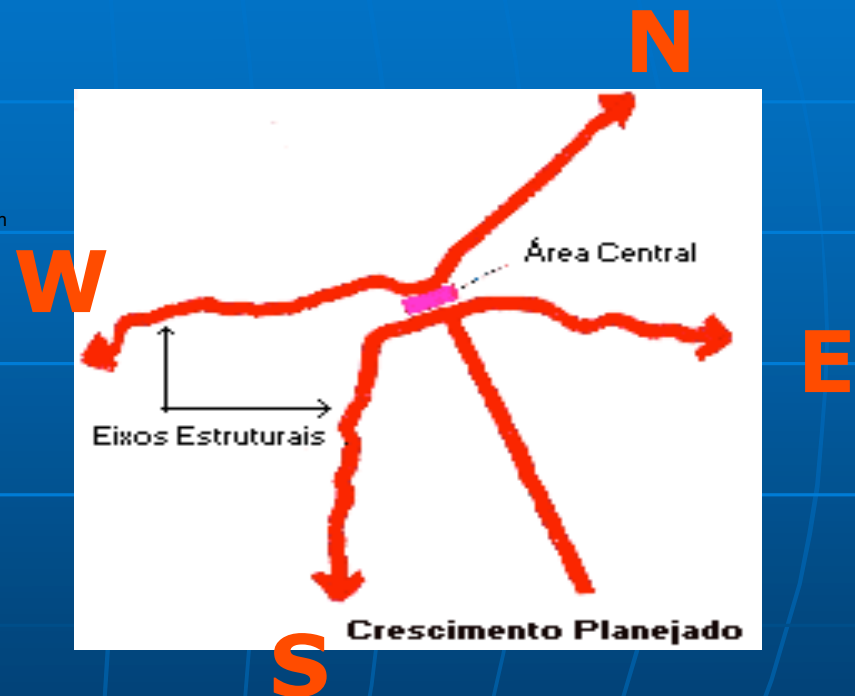 N
n
Área Central
W
E
Eixos Estruturais
Crescimento Planejado
S